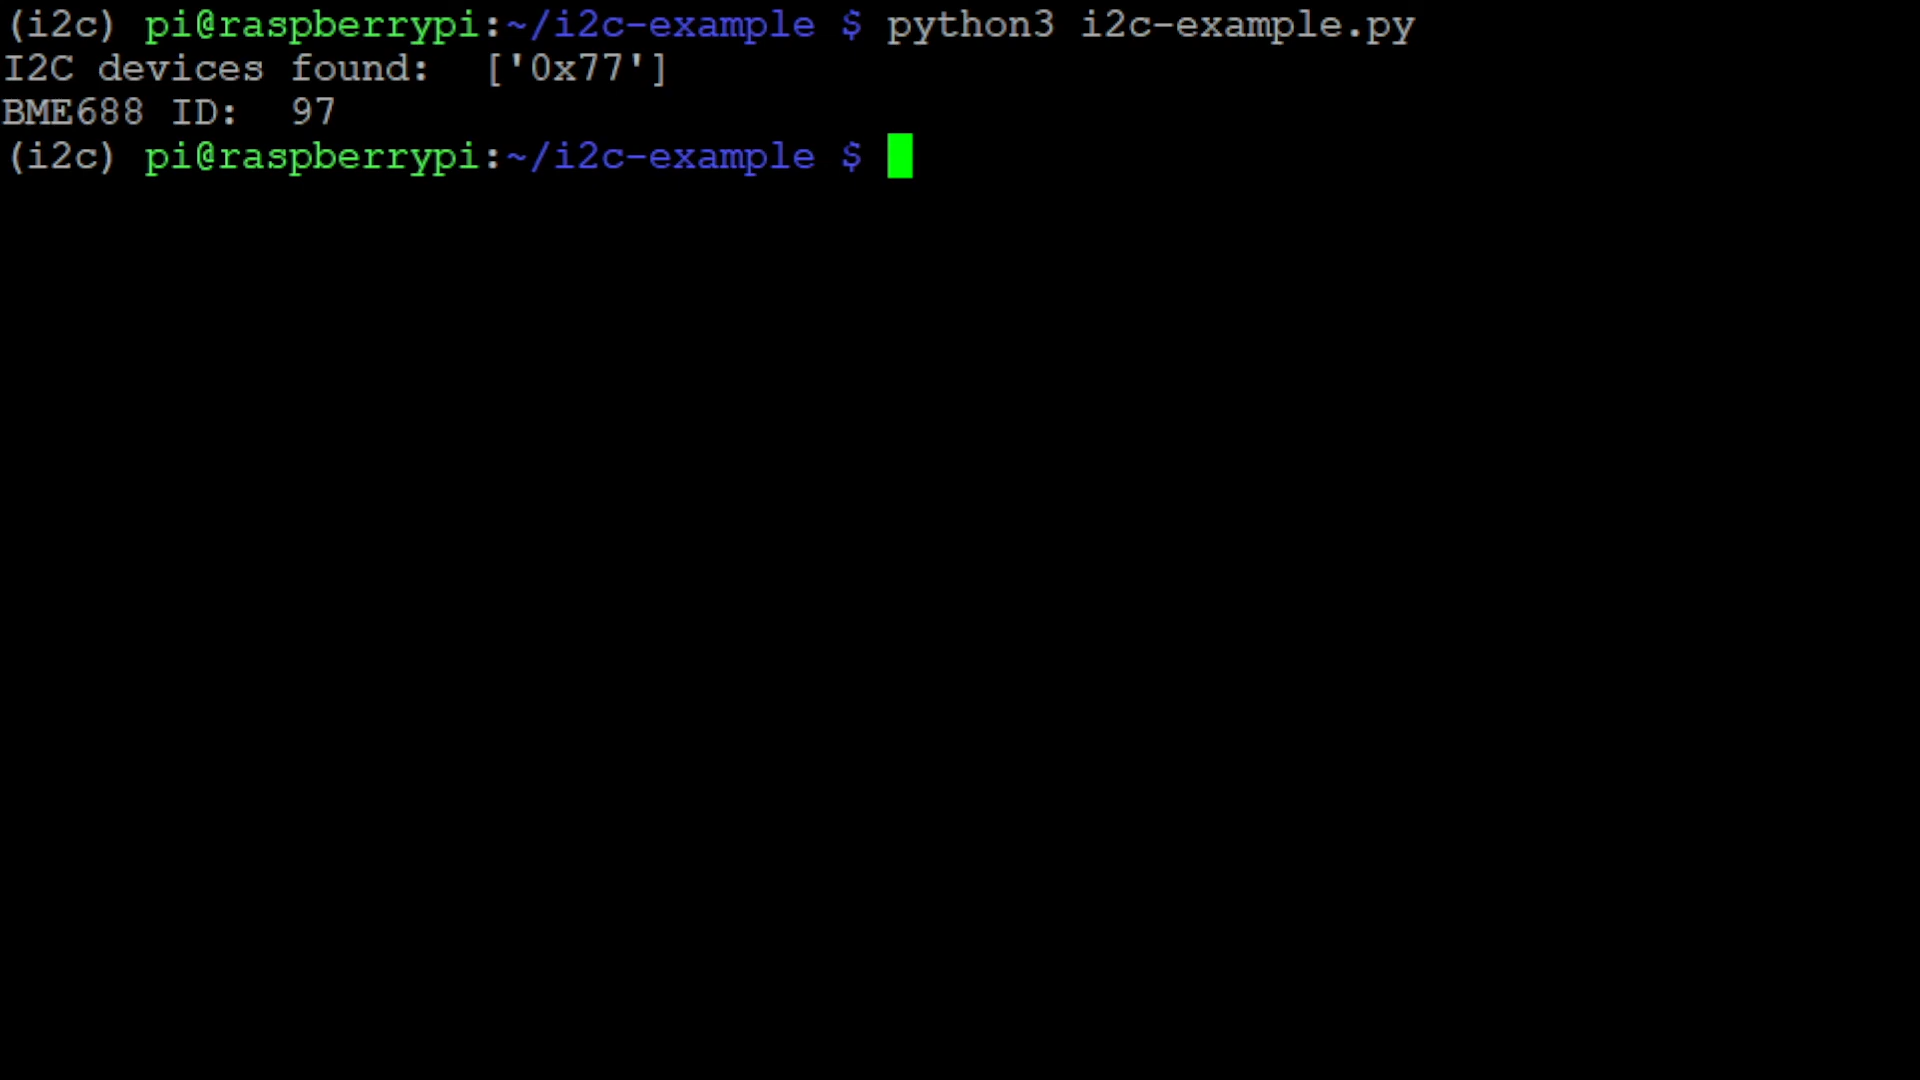 (i2c) pi@raspberrypi:~/i2c-example $ python3 i2c-example.py
I2C devices found:  ['0x77']
BME688 ID:  97
(i2c) pi@raspberrypi:~/i2c-example $